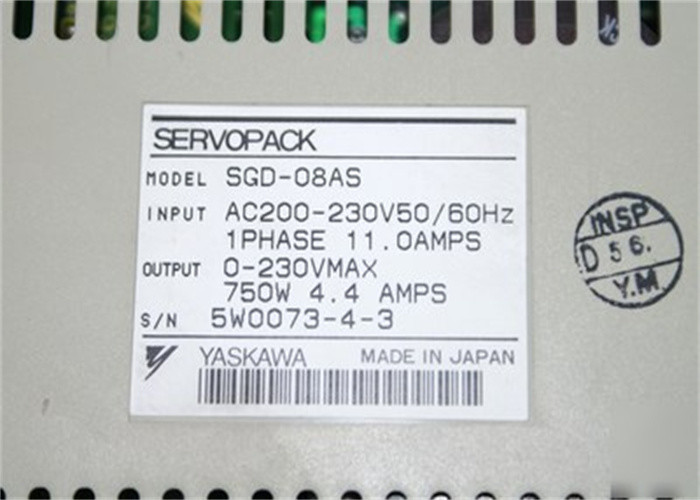 SERVOPACK
MODEL SGD-08AS
INPUT AC200-230V50/60Hz
1PHASE 11.0AMPS
OUTPUT 0-230VMAX
750W 4.4 AMPS
S/N 5W0073-4-3
YASKAWA MADE IN JAPAN
INSP
D 56.
Y.M